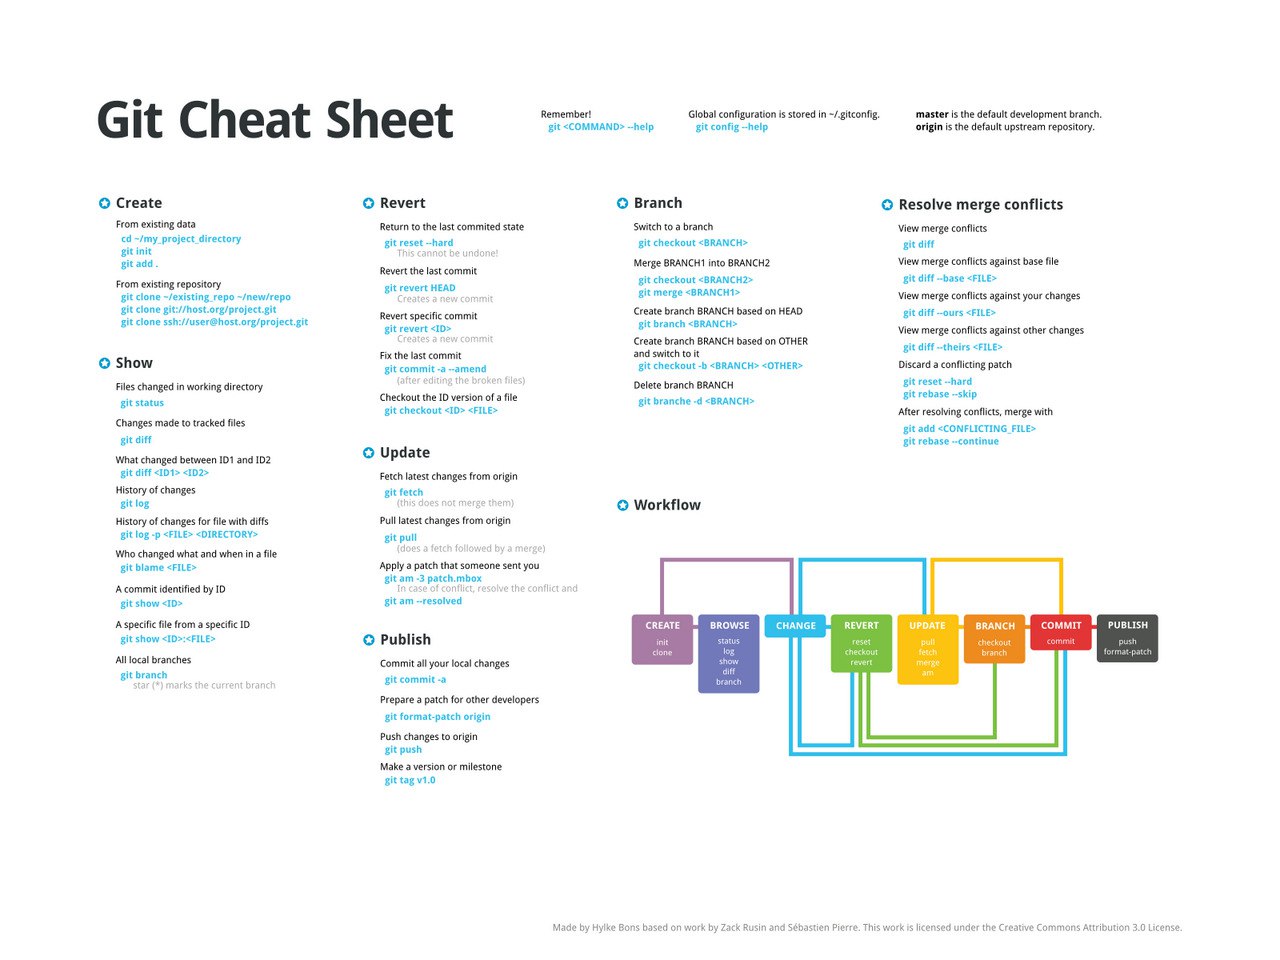 Git Cheat Sheet
Remember!
git <COMMAND> --help
Global configuration is stored in ~/.gitconfig.
git config --help
master is the default development branch.
origin is the default upstream repository.
Create
From existing data
cd ~/my_project_directory
git init
git add .
From existing repository
git clone ~/existing_repo ~/new/repo
git clone git://host.org/project.git
git clone ssh://user@host.org/project.git
Show
Files changed in working directory
git status
Changes made to tracked files
git diff
What changed between ID1 and ID2
git diff <ID1> <ID2>
History of changes
git log
History of changes for file with diffs
git log -p <FILE> <DIRECTORY>
Who changed what and when in a file
git blame <FILE>
A commit identified by ID
git show <ID>
A specific file from a specific ID
git show <ID>:<FILE>
All local branches
git branch
star (*) marks the current branch
Revert
Return to the last commited state
git reset --hard
This cannot be undone!
Revert the last commit
git revert HEAD
Creates a new commit
Revert specific commit
git revert <ID>
Creates a new commit
Fix the last commit
git commit -a --amend
(after editing the broken files)
Checkout the ID version of a file
git checkout <ID> <FILE>
Update
Fetch latest changes from origin
git fetch
(this does not merge them)
Pull latest changes from origin
git pull
(does a fetch followed by a merge)
Apply a patch that someone sent you
git am -3 patch.mbox
In case of conflict, resolve the conflict and
git am --resolved
Publish
Commit all your local changes
git commit -a
Prepare a patch for other developers
git format-patch origin
Push changes to origin
git push
Make a version or milestone
git tag v1.0
Branch
Switch to a branch
git checkout <BRANCH>
Merge BRANCH1 into BRANCH2
git checkout <BRANCH2>
git merge <BRANCH1>
Create branch BRANCH based on HEAD
git branch <BRANCH>
Create branch BRANCH based on OTHER
and switch to it
git checkout -b <BRANCH> <OTHER>
Delete branch BRANCH
git branche -d <BRANCH>
Resolve merge conflicts
View merge conflicts
git diff
View merge conflicts against base file
git diff --base <FILE>
View merge conflicts against your changes
git diff --ours <FILE>
View merge conflicts against other changes
git diff --theirs <FILE>
Discard a conflicting patch
git reset --hard
git rebase --skip
After resolving conflicts, merge with
git add <CONFLICTING_FILE>
git rebase --continue
Workflow
CREATE
init
clone
BROWSE
status
log
show
diff
branch
CHANGE
REVERT
reset
checkout
revert
UPDATE
pull
fetch
merge
am
BRANCH
checkout
branch
COMMIT
commit
PUBLISH
push
format-patch
Made by Hylke Bons based on work by Zack Rusin and Sébastien Pierre. This work is licensed under the Creative Commons Attribution 3.0 License.